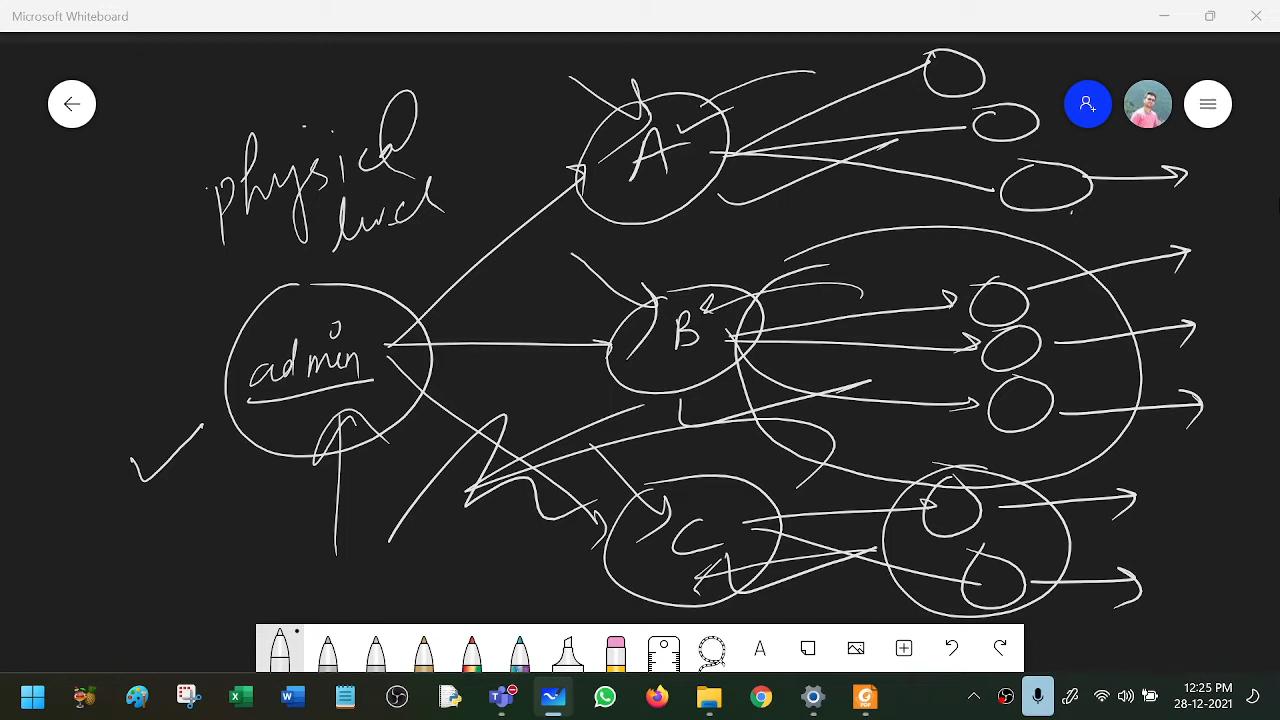 Microsoft Whiteboard
physical
level
A
admin
B
C
A
12:25 PM
28-12-2021